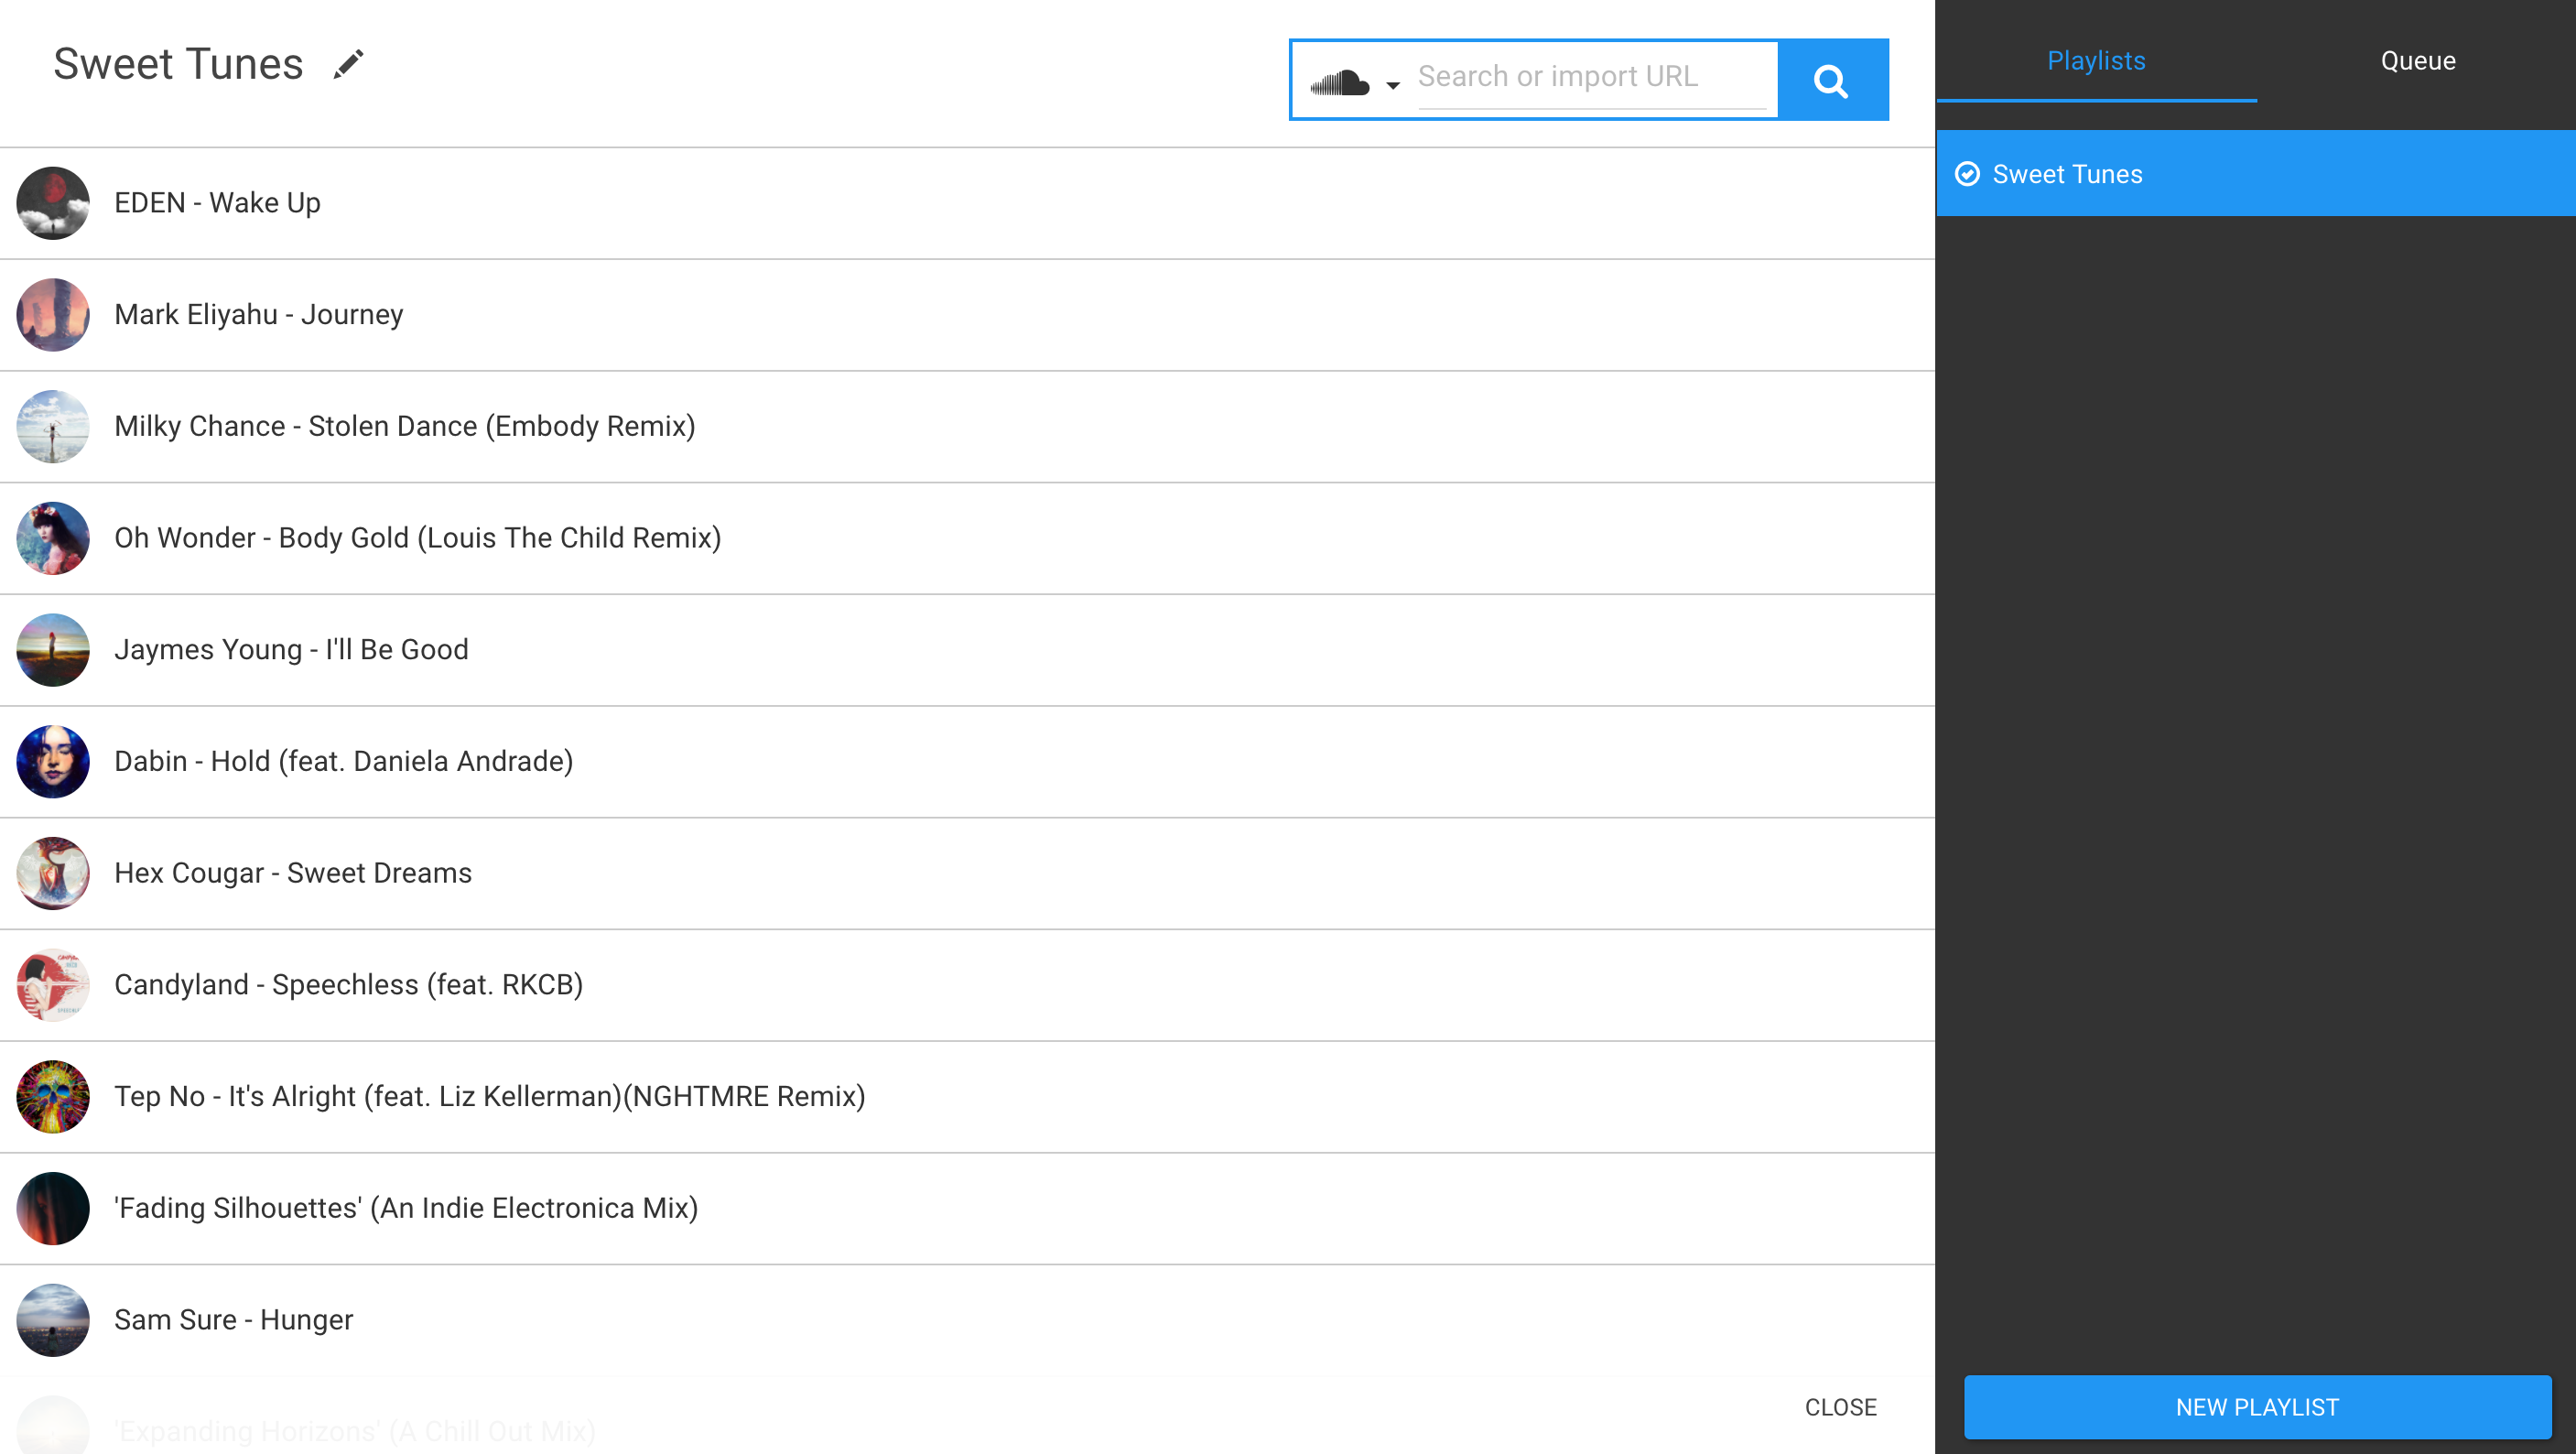 Sweet Tunes
Search or import URL
Playlists
Queue
Sweet Tunes
EDEN - Wake Up
Mark Eliyahu - Journey
Milky Chance - Stolen Dance (Embody Remix)
Oh Wonder - Body Gold (Louis The Child Remix)
Jaymes Young - I'll Be Good
Dabin - Hold (feat. Daniela Andrade)
Hex Cougar - Sweet Dreams
Candyland - Speechless (feat. RKCB)
Tep No - It's Alright (feat. Liz Kellerman)(NGHTMRE Remix)
'Fading Silhouettes' (An Indie Electronica Mix)
Sam Sure - Hunger
'Expanding Horizons' (A Chill Out Mix)
CLOSE
NEW PLAYLIST